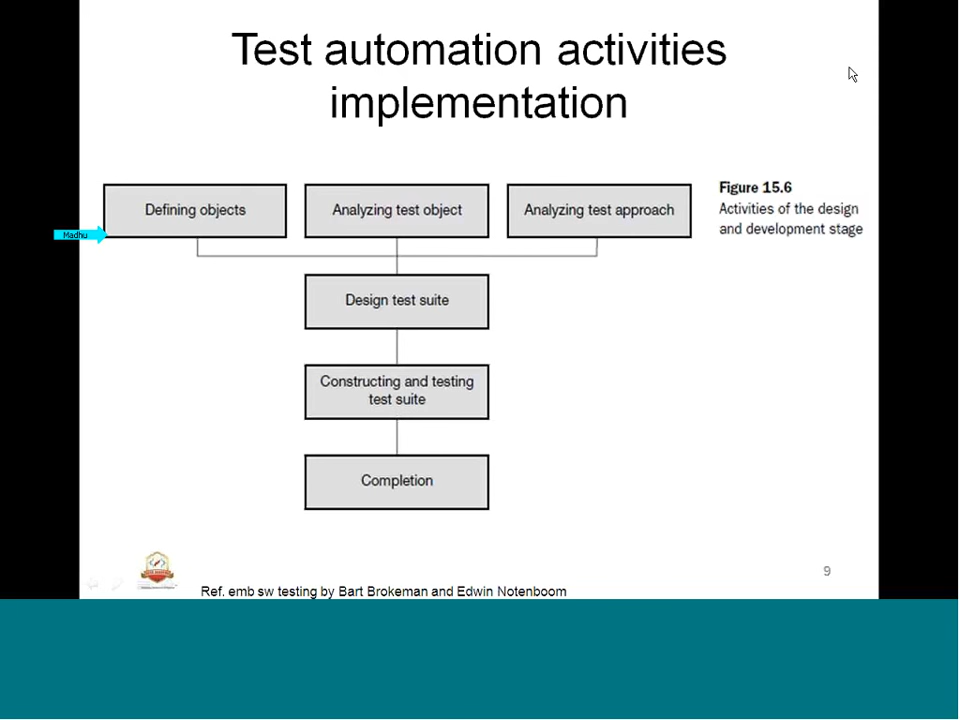 Test automation activities
implementation
Defining objects
Analyzing test object
Analyzing test approach
Figure 15.6
Activities of the design
and development stage
Madhu
Design test suite
Constructing and testing
test suite
Completion
9
Ref. emb sw testing by Bart Brokeman and Edwin Notenboom